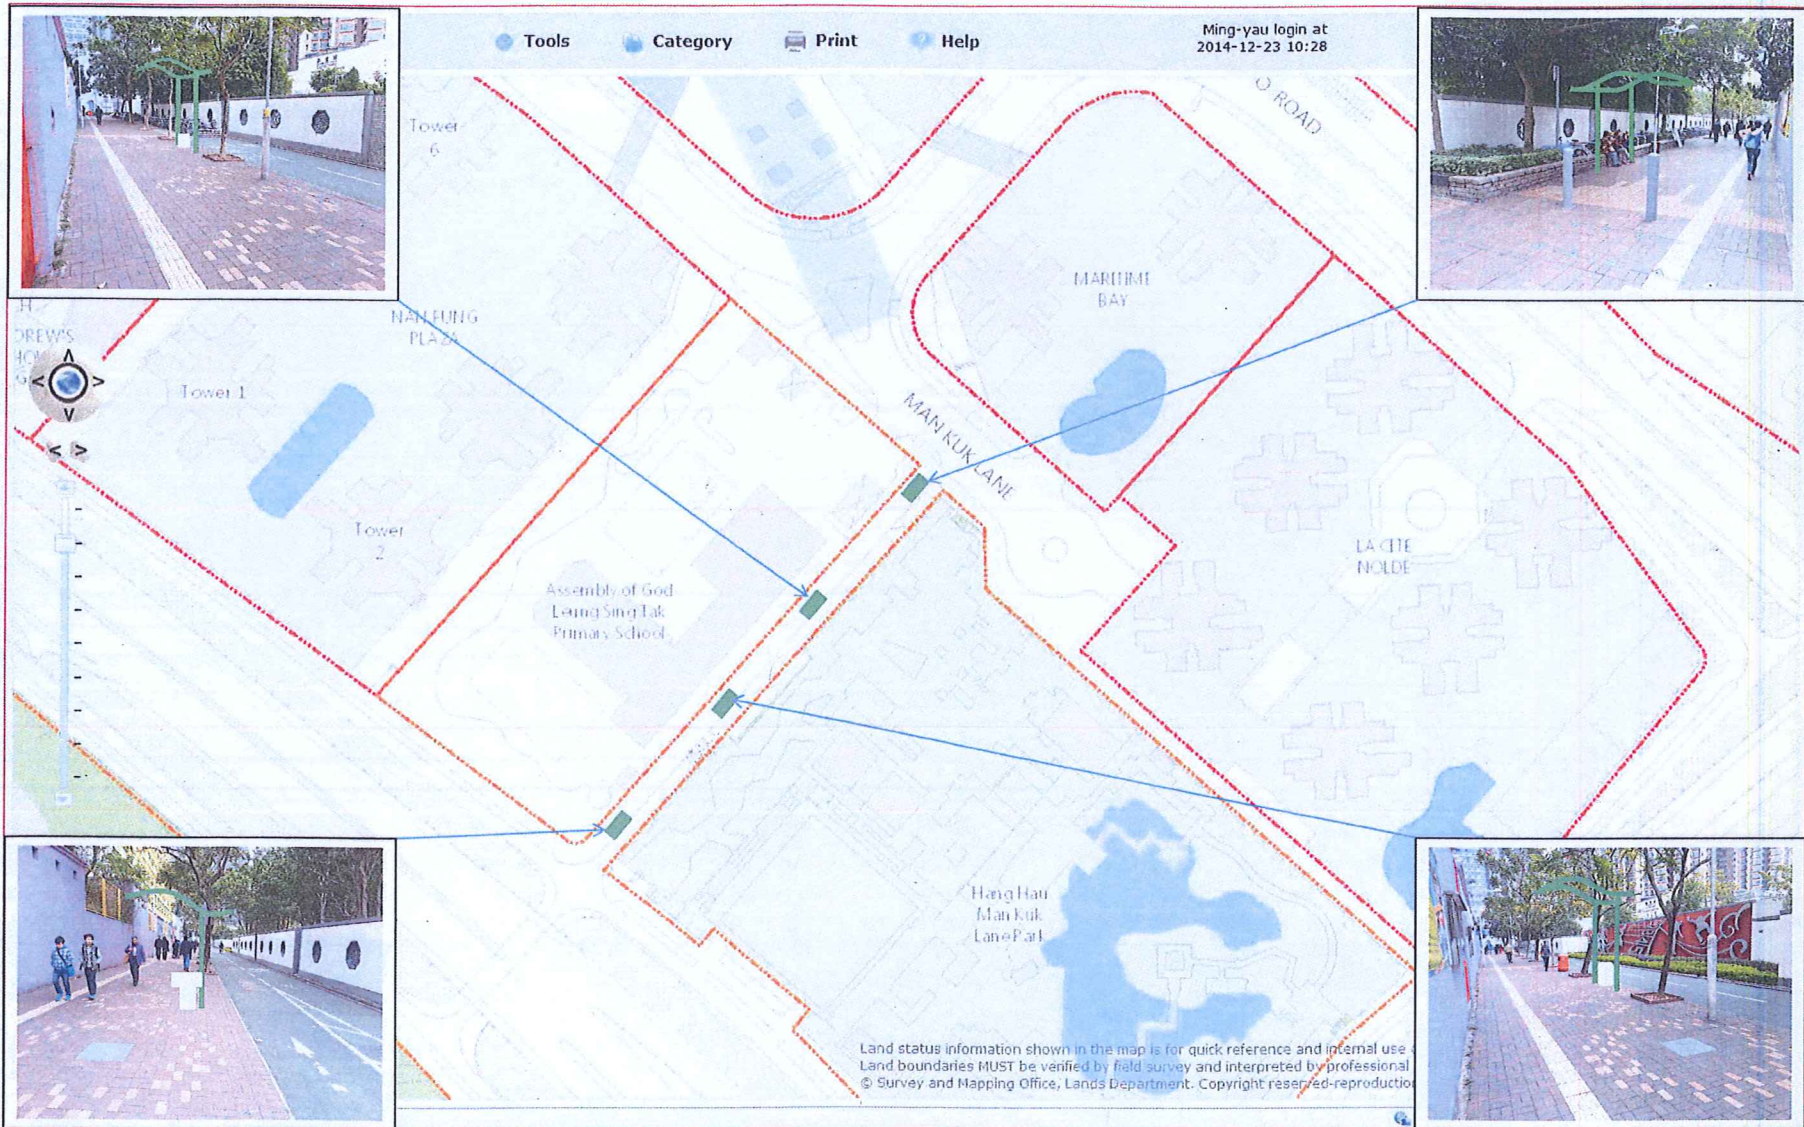 Tools
Category
Print
Help
Ming-yau login at
2014-12-23 10:28
O ROAD
Tower
6
MARITIME
BAY
NAN FUNG
PLAZA
DREW'S
Tower 1
MAN KUK LANE
Tower
2
LA CITE
NOLDE
Assembly of God
Leung Sing Tak
Primary School
Hang Hau
Man Kuk
Lane Park
Land status information shown in the map is for quick reference and internal use
Land boundaries MUST be verified by field survey and interpreted by professional
© Survey and Mapping Office, Lands Department. Copyright reserved-reproductio